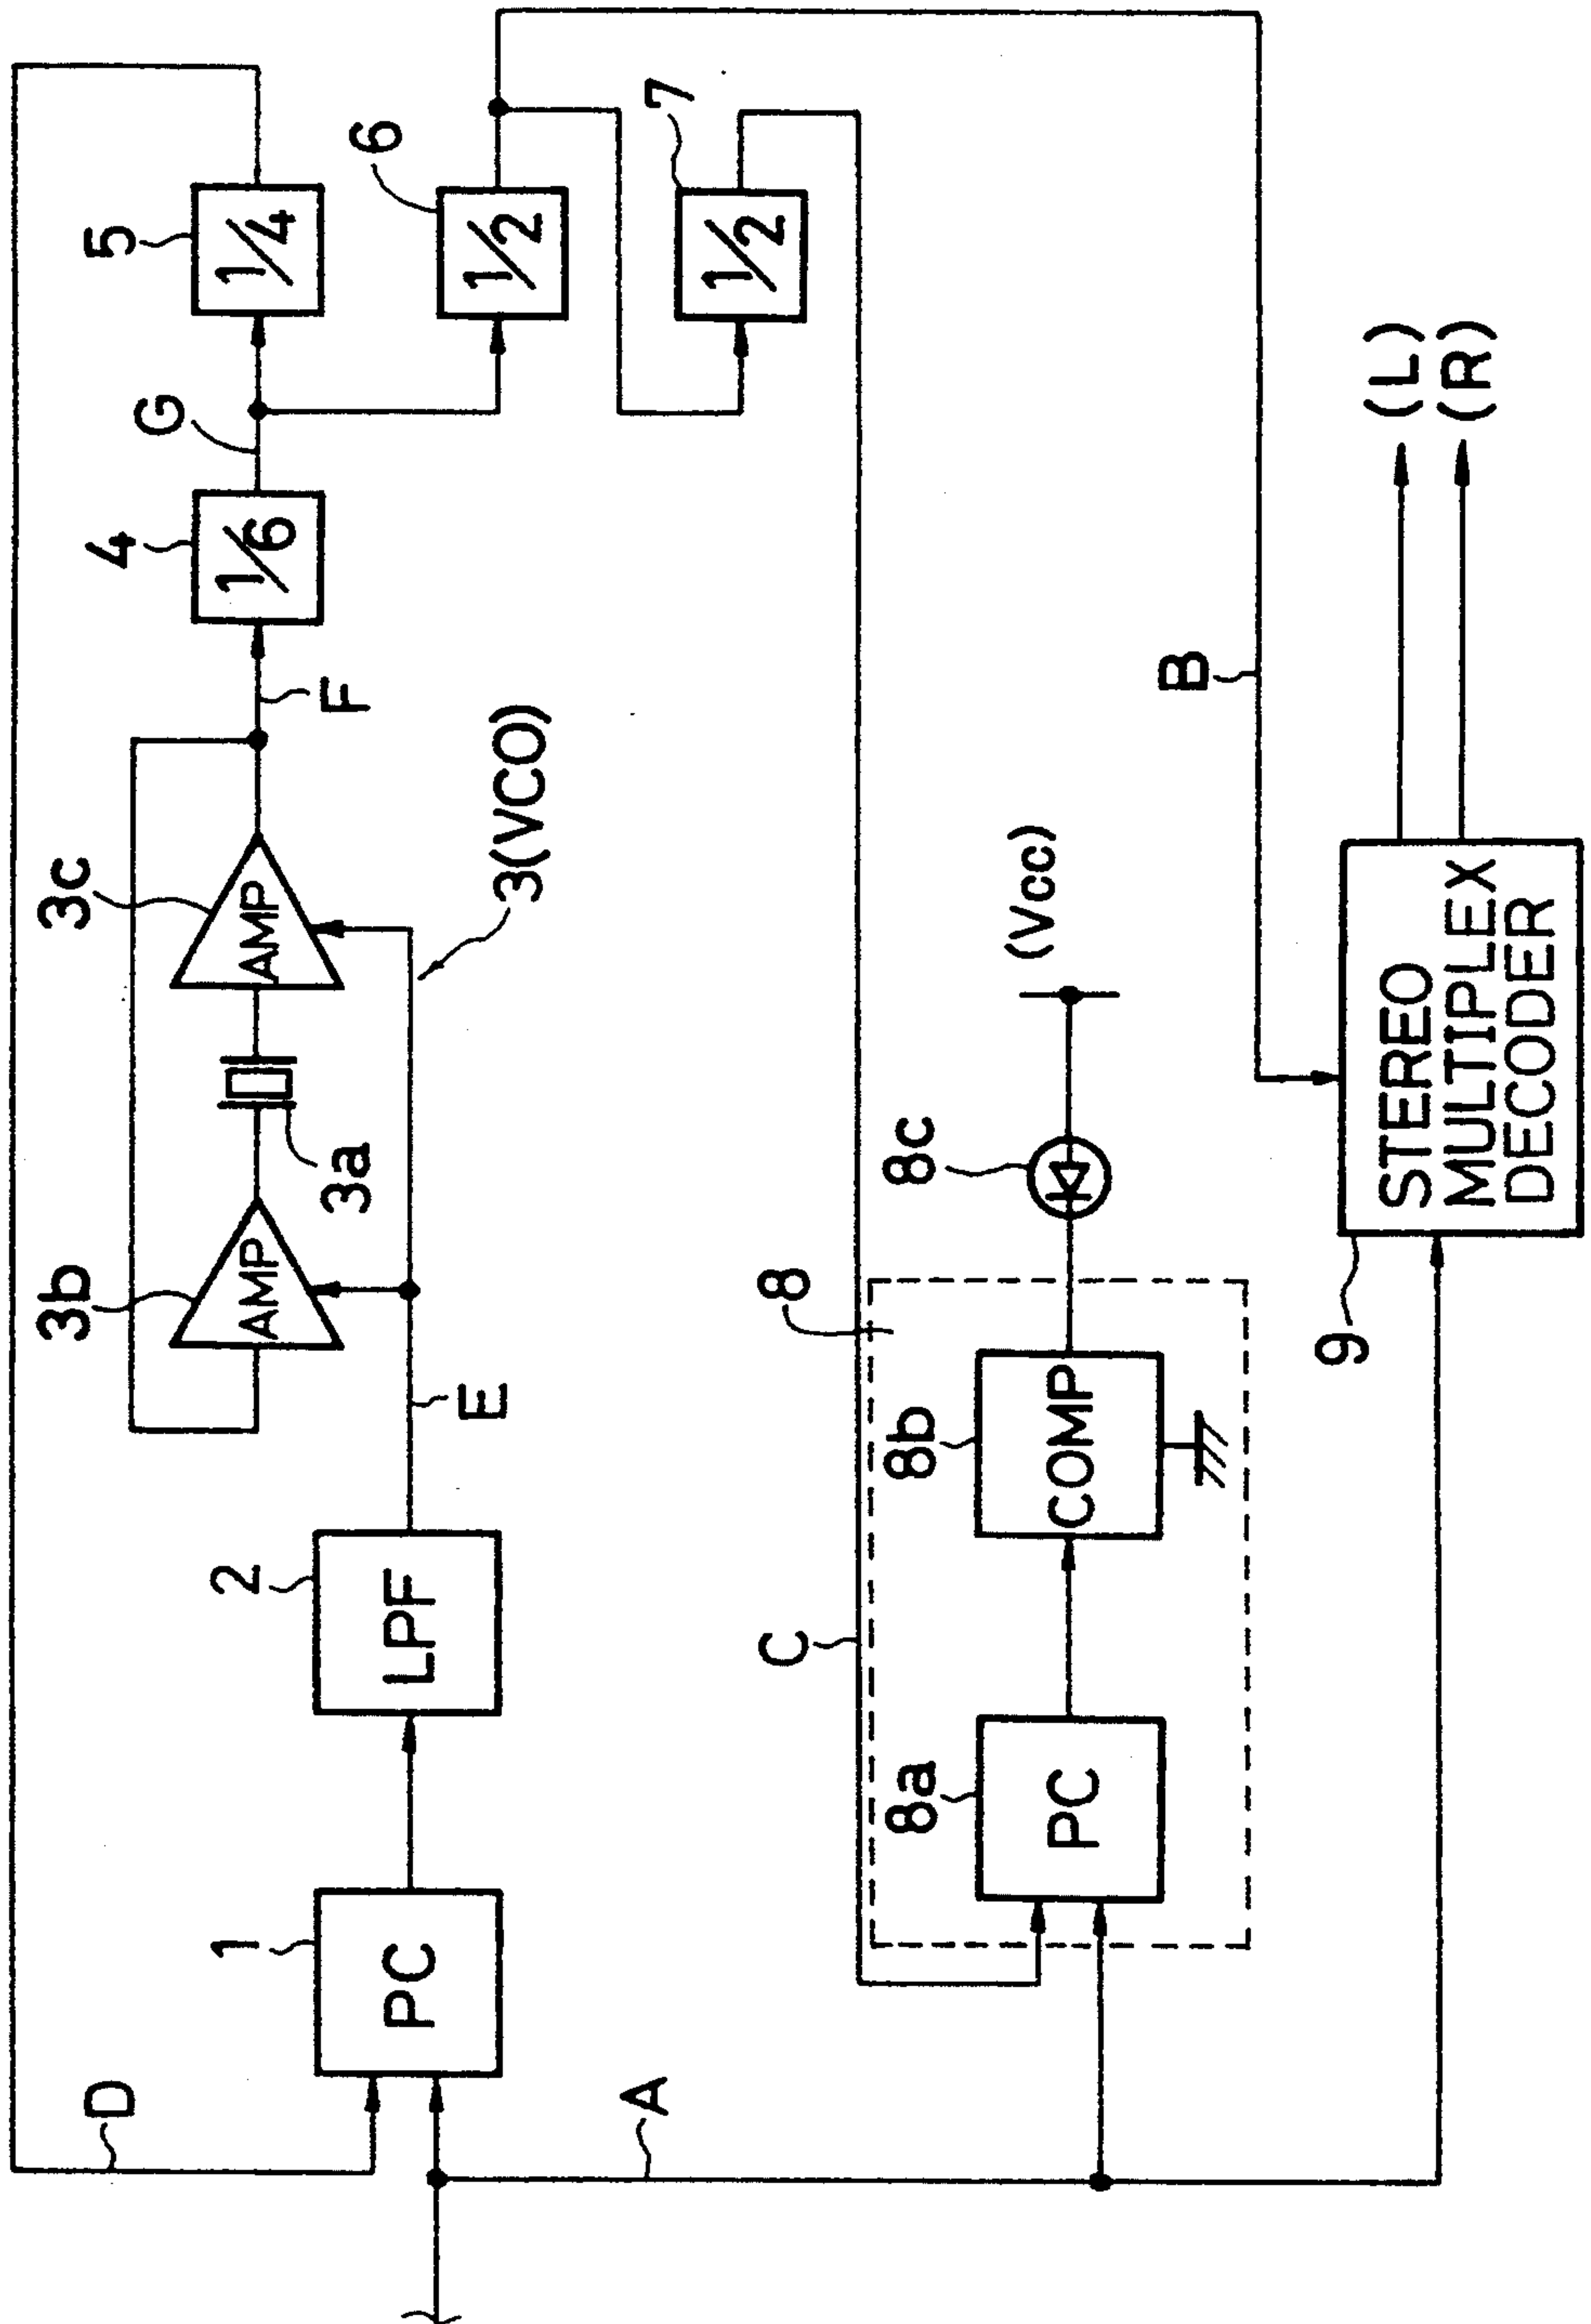 D
5
1/4
6
1/2
7
1/2
G
4
1/6
F
3c
AMP
3(VCO)
3a
3b
AMP
E
2
LPF
1
PC
A
C
8
8a
PC
8b
COMP
8c
(Vcc)
B
9
STEREO
MULTIPLEX
DECODER
(L)
(R)